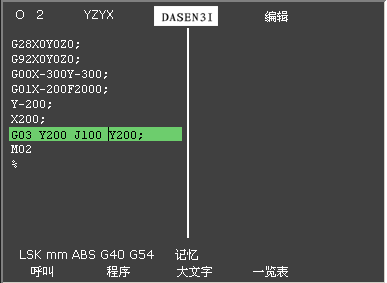 O 2 YZYX DASEN3I 编辑
G28X0Y0Z0;
G92X0Y0Z0;
G00X-300Y-300;
G01X-200F2000;
Y-200;
X200;
G03 Y200 J100 Y200;
M02
%
LSK mm ABS G40 G54 记忆
呼叫 程序 大文字 一览表